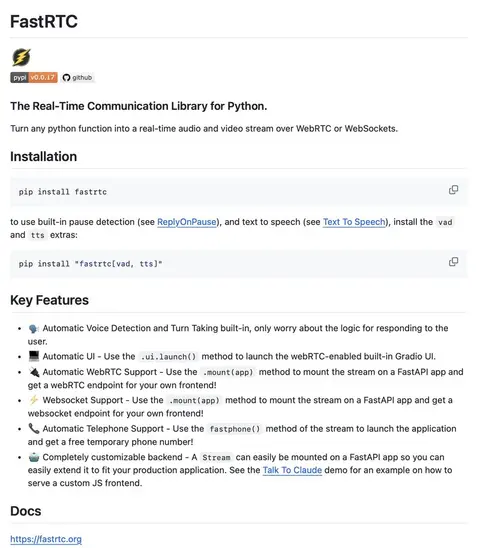 FastRTC
pypi v0.0.17 github
The Real-Time Communication Library for Python.
Turn any python function into a real-time audio and video stream over WebRTC or WebSockets.
Installation
pip install fastrtc
to use built-in pause detection (see ReplyOnPause), and text to speech (see Text To Speech), install the vad
and tts extras:
pip install "fastrtc[vad, tts]"
Key Features
• 🗣️ Automatic Voice Detection and Turn Taking built-in, only worry about the logic for responding to the
user.
• 💻 Automatic UI - Use the .ui.launch() method to launch the webRTC-enabled built-in Gradio UI.
• 🔌 Automatic WebRTC Support - Use the .mount(app) method to mount the stream on a FastAPI app and
get a webRTC endpoint for your own frontend!
• ⚡️ Websocket Support - Use the .mount(app) method to mount the stream on a FastAPI app and get a
websocket endpoint for your own frontend!
• 📞 Automatic Telephone Support - Use the fastphone() method of the stream to launch the application
and get a free temporary phone number!
• 🤖 Completely customizable backend - A Stream can easily be mounted on a FastAPI app so you can
easily extend it to fit your production application. See the Talk To Claude demo for an example on how to
serve a custom JS frontend.
Docs
https://fastrtc.org